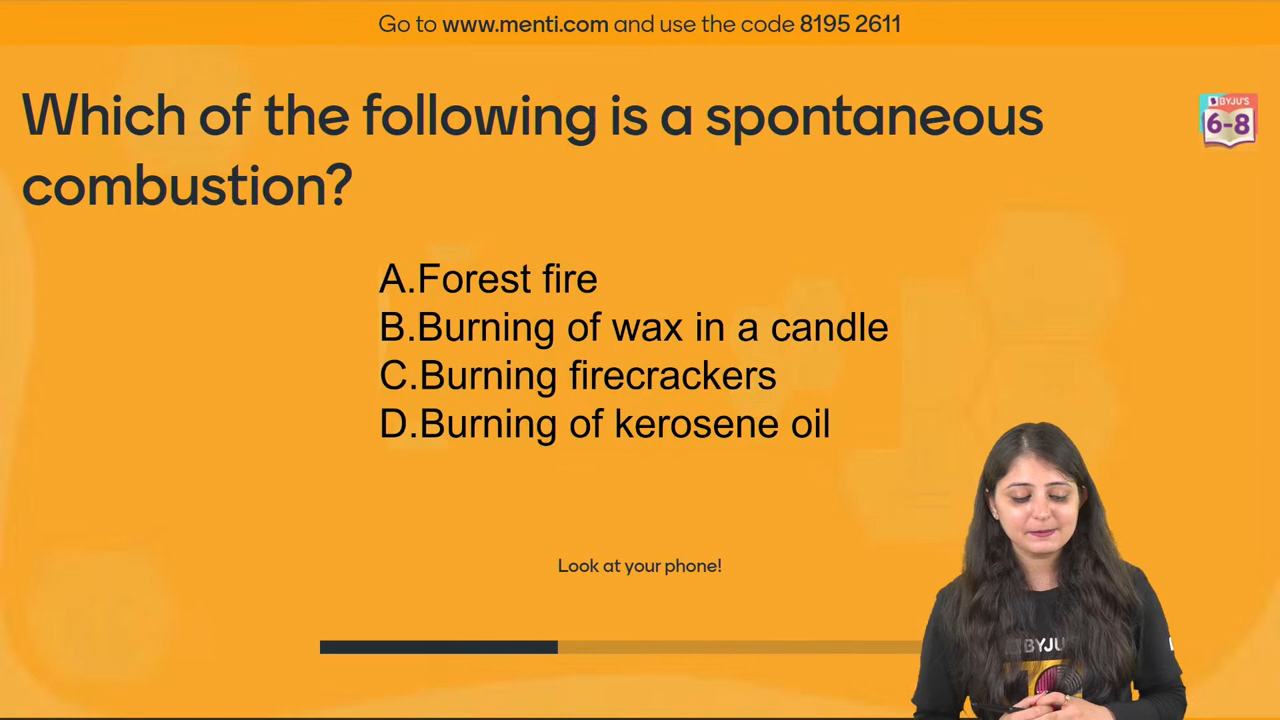 Go to www.menti.com and use the code 8195 2611
Which of the following is a spontaneous
combustion?
BYJU'S
6-8
A.Forest fire
B.Burning of wax in a candle
C.Burning firecrackers
D.Burning of kerosene oil
Look at your phone!
BYJU